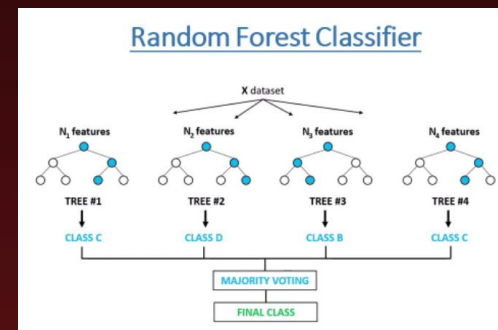 Random Forest Classifier
X dataset
N₁ features N₂ features N₃ features N₄ features
TREE #1 TREE #2 TREE #3 TREE #4
CLASS C CLASS D CLASS B CLASS C
MAJORITY VOTING
FINAL CLASS